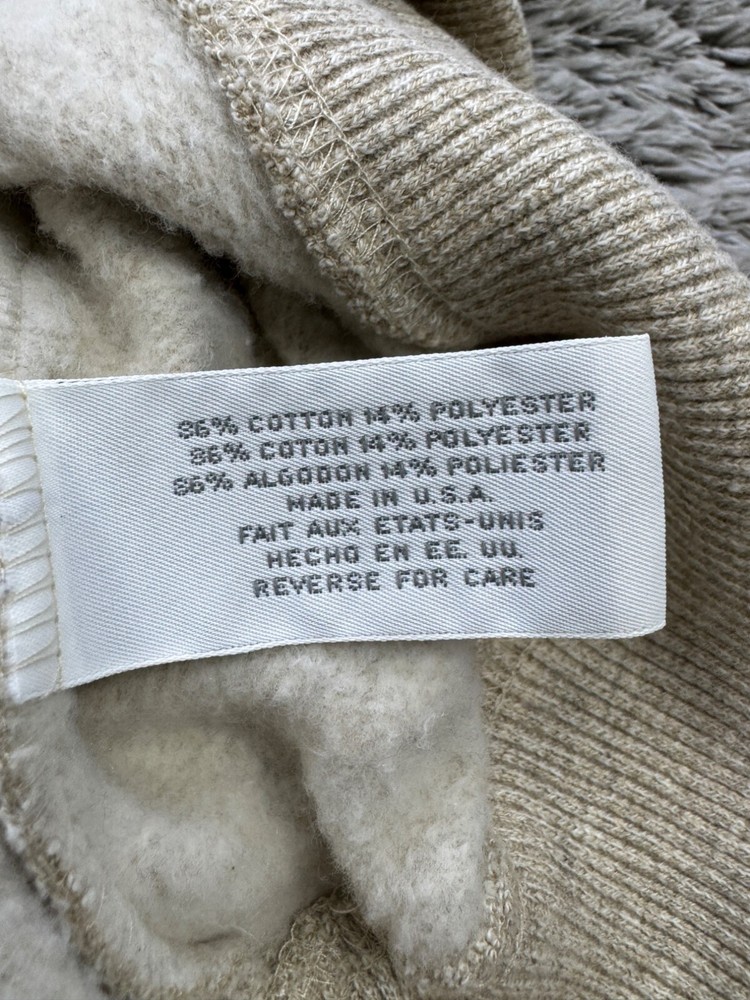 86% COTTON 14% POLYESTER
86% COTON 14% POLYESTER
86% ALGODON 14% POLIESTER
MADE IN U.S.A.
FAIT AUX ETATS-UNIS
HECHO EN EE. UU.
REVERSE FOR CARE